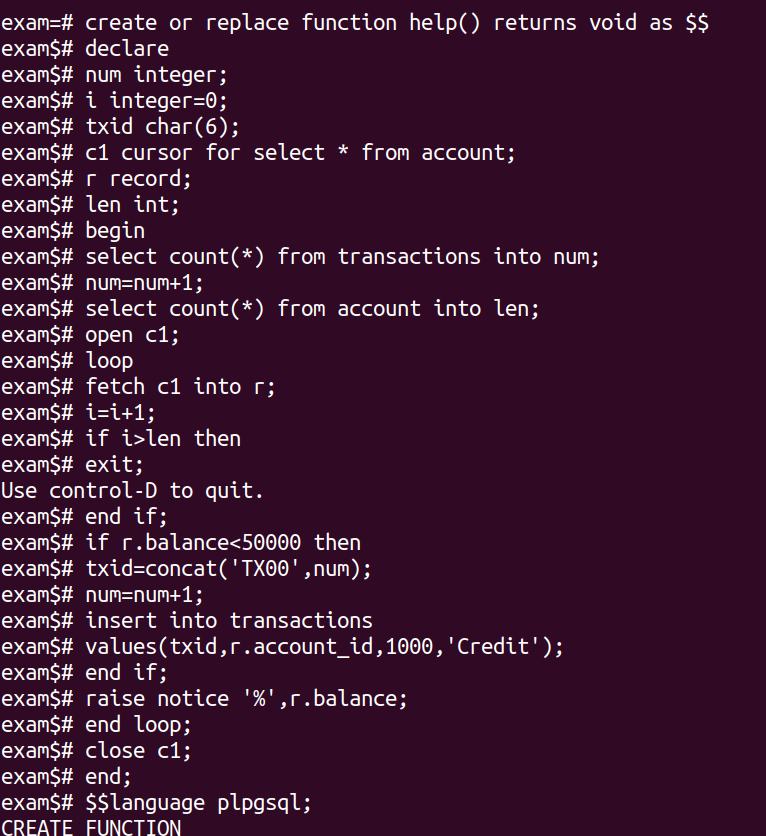 exam=# create or replace function help() returns void as $$
exam$# declare
exam$# num integer;
exam$# i integer=0;
exam$# txid char(6);
exam$# c1 cursor for select * from account;
exam$# r record;
exam$# len int;
exam$# begin
exam$# select count(*) from transactions into num;
exam$# num=num+1;
exam$# select count(*) from account into len;
exam$# open c1;
exam$# loop
exam$# fetch c1 into r;
exam$# i=i+1;
exam$# if i>len then
exam$# exit;
Use control-D to quit.
exam$# end if;
exam$# if r.balance<50000 then
exam$# txid=concat('TX00',num);
exam$# num=num+1;
exam$# insert into transactions
exam$# values(txid,r.account_id,1000,'Credit');
exam$# end if;
exam$# raise notice '%',r.balance;
exam$# end loop;
exam$# close c1;
exam$# end;
exam$# $$language plpgsql;
CREATE FUNCTION